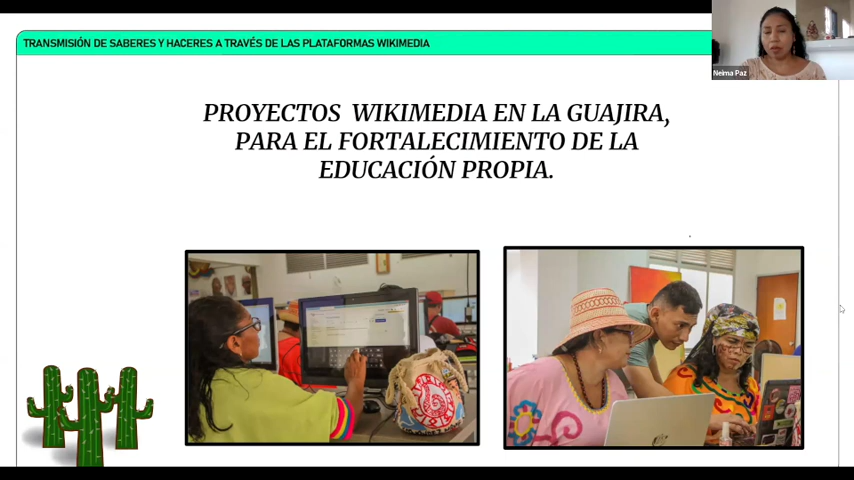 TRANSMISIÓN DE SABERES Y HACERES A TRAVÉS DE LAS PLATAFORMAS WIKIMEDIA
Neima Paz
PROYECTOS WIKIMEDIA EN LA GUAJIRA,
PARA EL FORTALECIMIENTO DE LA
EDUCACIÓN PROPIA.